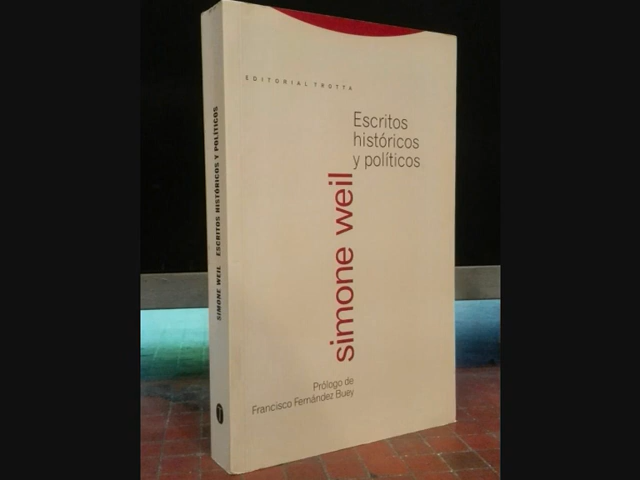 EDITORIAL TROTTA
Escritos
históricos
y políticos
simone weil
Prólogo de
Francisco Fernández Buey
SIMONE WEIL ESCRITOS HISTÓRICOS Y POLÍTICOS
T